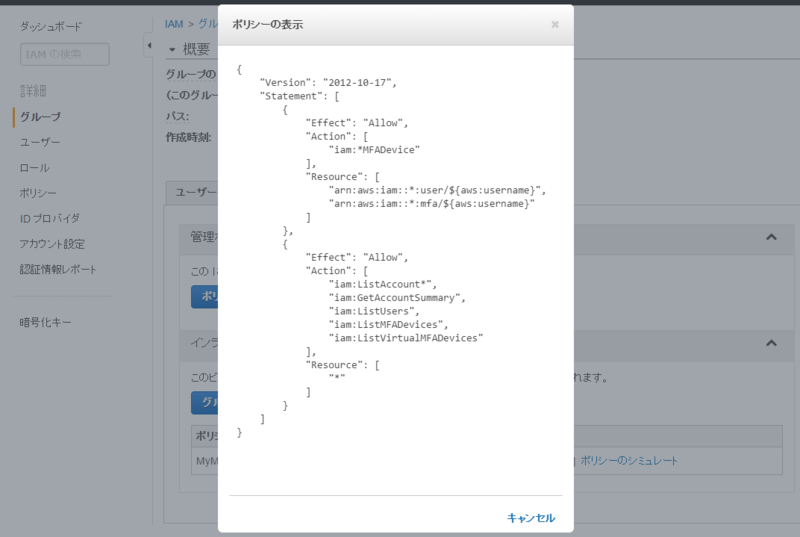 ダッシュボード
IAM の検索
詳細
グループ
ユーザー
ロール
ポリシー
ID プロバイダ
アカウント設定
認証情報レポート
暗号化キー
IAM >
概要
グループの
(このグルー
パス:
作成時刻:
ユーザー
管理
この I
インラ
このビ
れます。
ポリシ
MyM
| ポリシーのシミュレート
ポリシーの表示
×
{
    "Version": "2012-10-17",
    "Statement": [
        {
            "Effect": "Allow",
            "Action": [
                "iam:*MFADevice"
            ],
            "Resource": [
                "arn:aws:iam::*:user/${aws:username}",
                "arn:aws:iam::*:mfa/${aws:username}"
            ]
        },
        {
            "Effect": "Allow",
            "Action": [
                "iam:ListAccount*",
                "iam:GetAccountSummary",
                "iam:ListUsers",
                "iam:ListMFADevices",
                "iam:ListVirtualMFADevices"
            ],
            "Resource": [
                "*"
            ]
        }
    ]
}
キャンセル